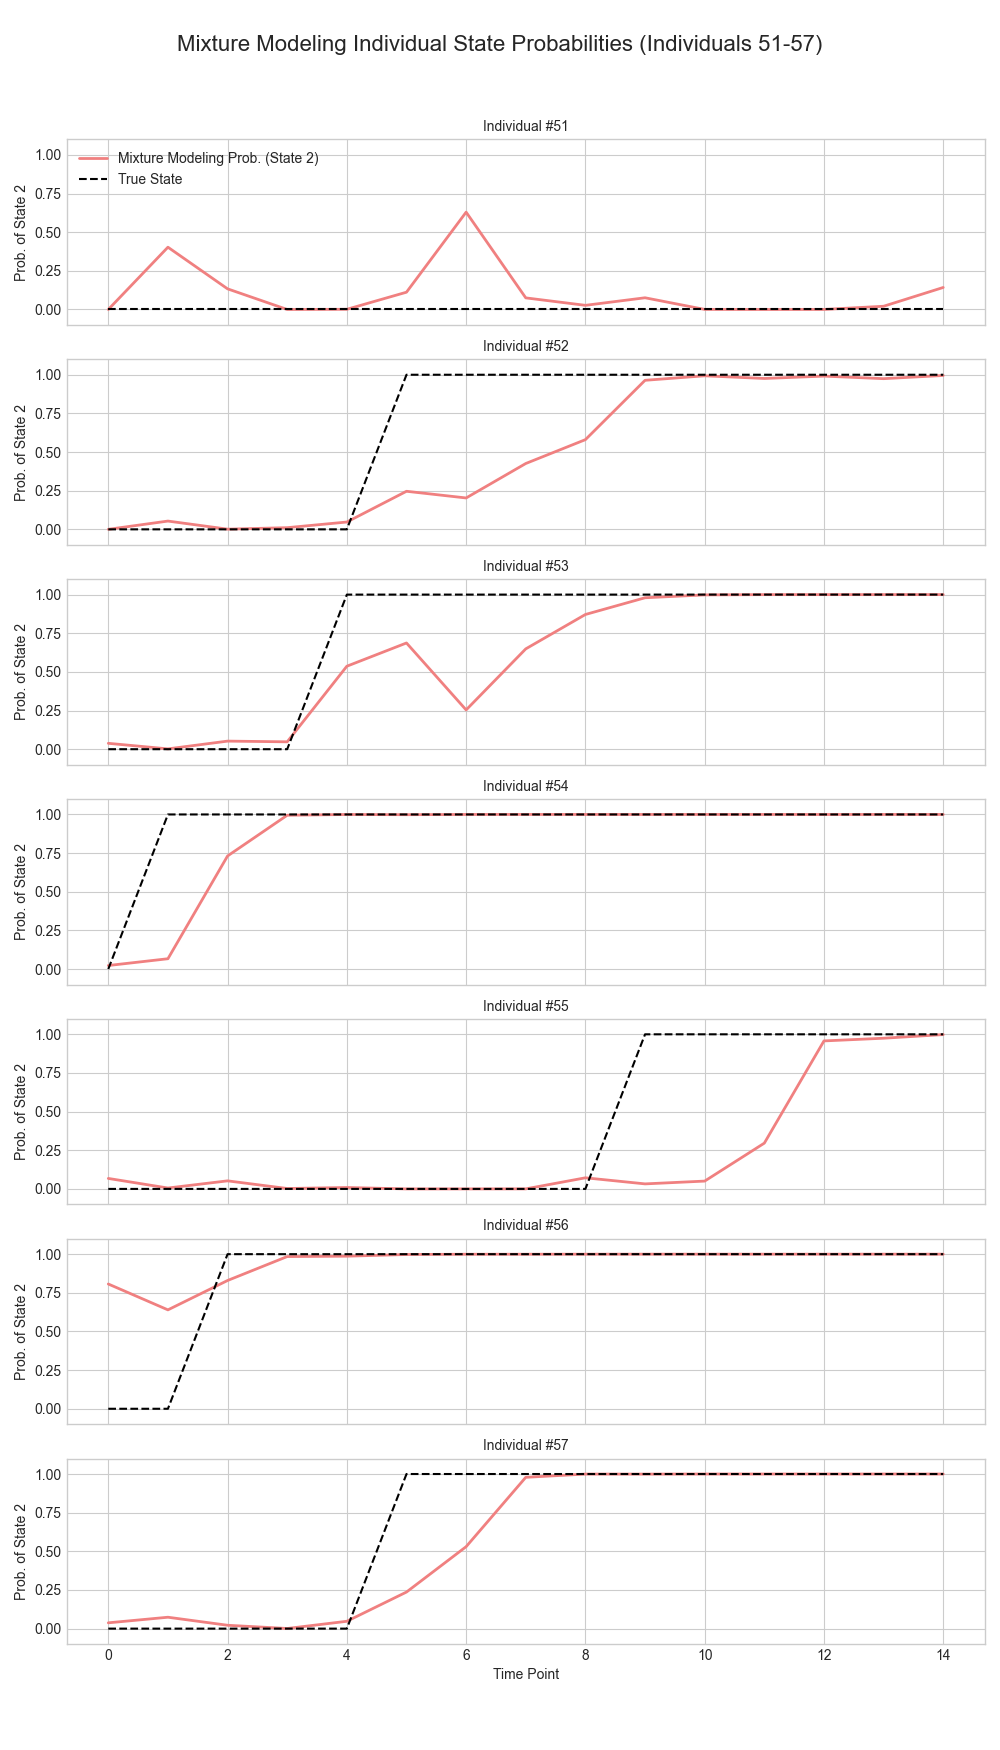 Mixture Modeling Individual State Probabilities (Individuals 51-57)
Individual #51
Prob. of State 2
1.00
0.75
0.50
0.25
0.00
Mixture Modeling Prob. (State 2)
True State
Individual #52
Prob. of State 2
1.00
0.75
0.50
0.25
0.00
Individual #53
Prob. of State 2
1.00
0.75
0.50
0.25
0.00
Individual #54
Prob. of State 2
1.00
0.75
0.50
0.25
0.00
Individual #55
Prob. of State 2
1.00
0.75
0.50
0.25
0.00
Individual #56
Prob. of State 2
1.00
0.75
0.50
0.25
0.00
Individual #57
Prob. of State 2
1.00
0.75
0.50
0.25
0.00
0 2 4 6 8 10 12 14
Time Point